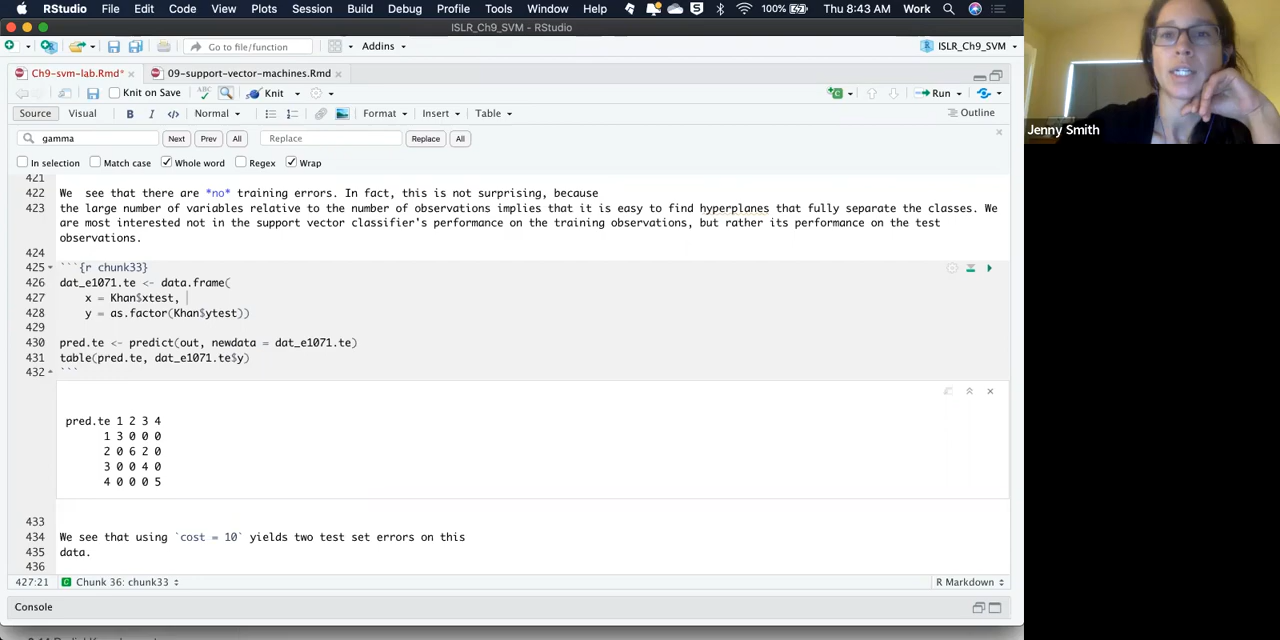 RStudio File Edit Code View Plots Session Build Debug Profile Tools Window Help 100% Thu 8:43 AM Work
ISLR_Ch9_SVM - RStudio
Go to file/function Addins ISLR_Ch9_SVM
Ch9-svm-lab.Rmd* 09-support-vector-machines.Rmd
Knit on Save ABC Knit Run
Source Visual B I </> Normal Format Insert Table Outline
gamma Next Prev All Replace Replace All
In selection Match case Whole word Regex Wrap
421
422 We see that there are *no* training errors. In fact, this is not surprising, because
423 the large number of variables relative to the number of observations implies that it is easy to find hyperplanes that fully separate the classes. We
are most interested not in the support vector classifier's performance on the training observations, but rather its performance on the test
observations.
424
425 ```{r chunk33}
426 dat_e1071.te <- data.frame(
427 x = Khan$xtest,
428 y = as.factor(Khan$ytest))
429
430 pred.te <- predict(out, newdata = dat_e1071.te)
431 table(pred.te, dat_e1071.te$y)
432 ```
pred.te 1 2 3 4
1 3 0 0 0
2 0 6 2 0
3 0 0 4 0
4 0 0 0 5
433
434 We see that using `cost = 10` yields two test set errors on this
435 data.
436
427:21 C Chunk 36: chunk33 R Markdown
Console
Jenny Smith